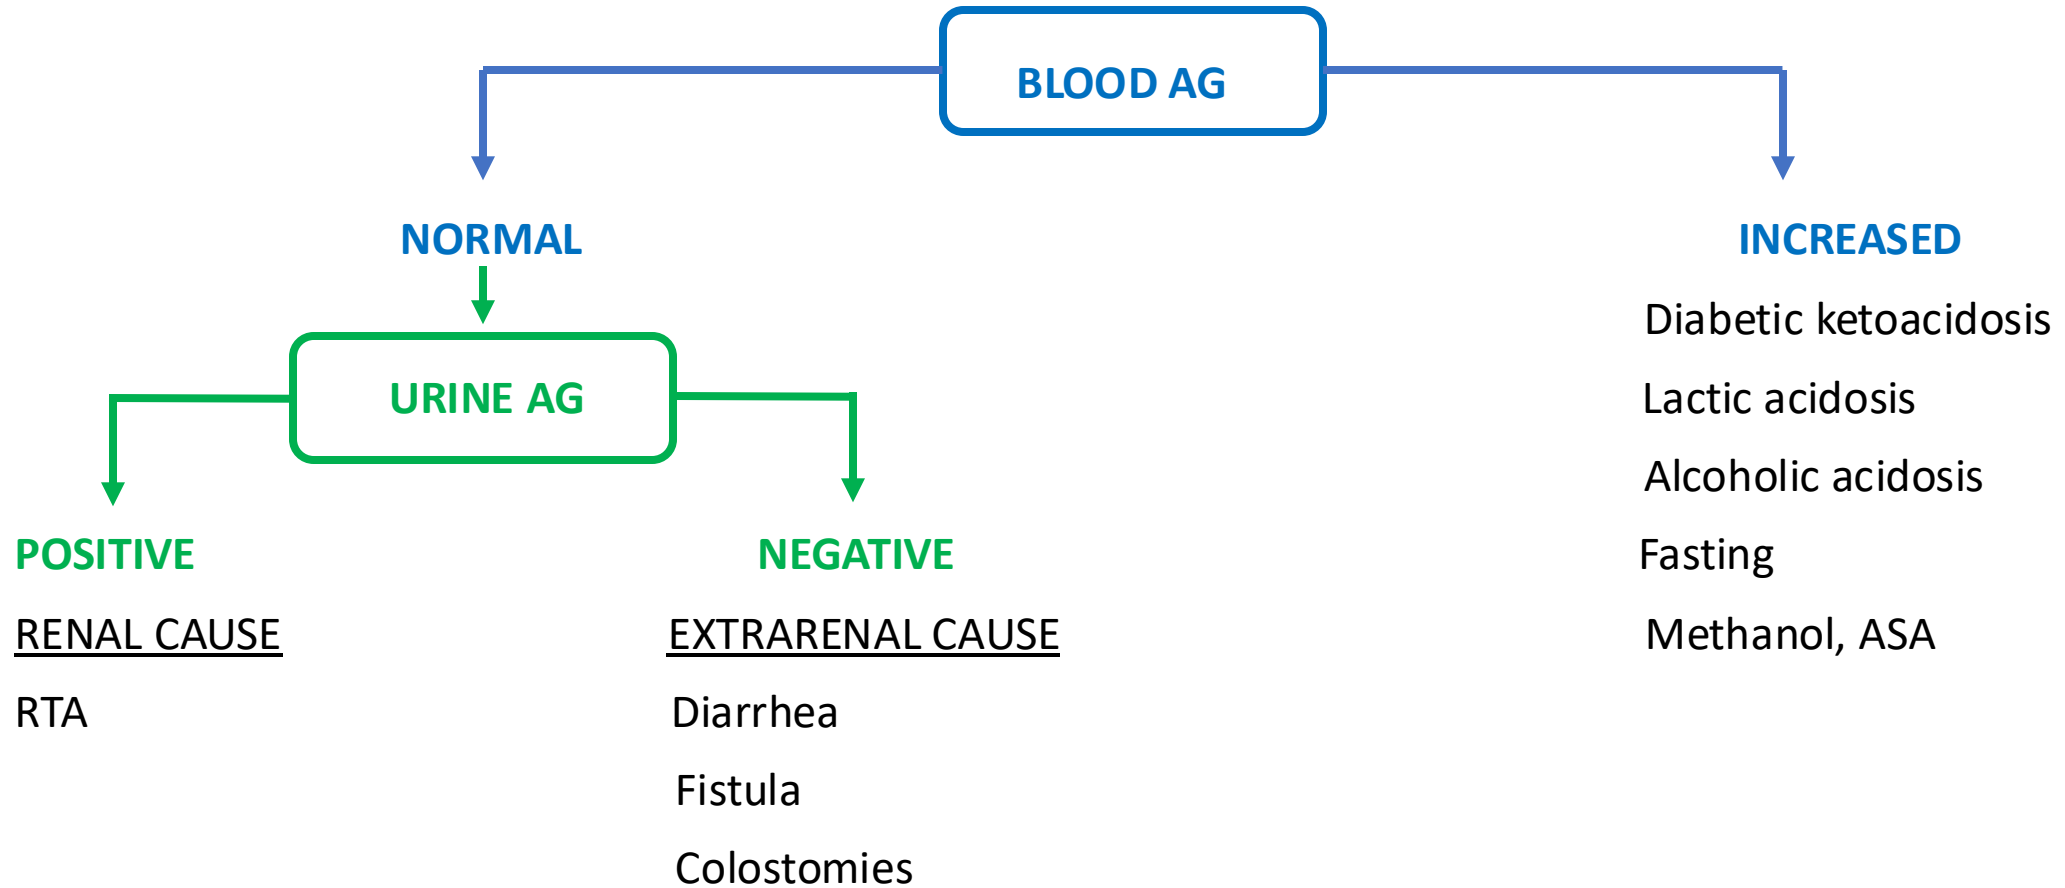 BLOOD AG
NORMAL
INCREASED
Diabetic ketoacidosis
Lactic acidosis
Alcoholic acidosis
Fasting
Methanol, ASA
URINE AG
POSITIVE
RENAL CAUSE
RTA
NEGATIVE
EXTRARENAL CAUSE
Diarrhea
Fistula
Colostomies